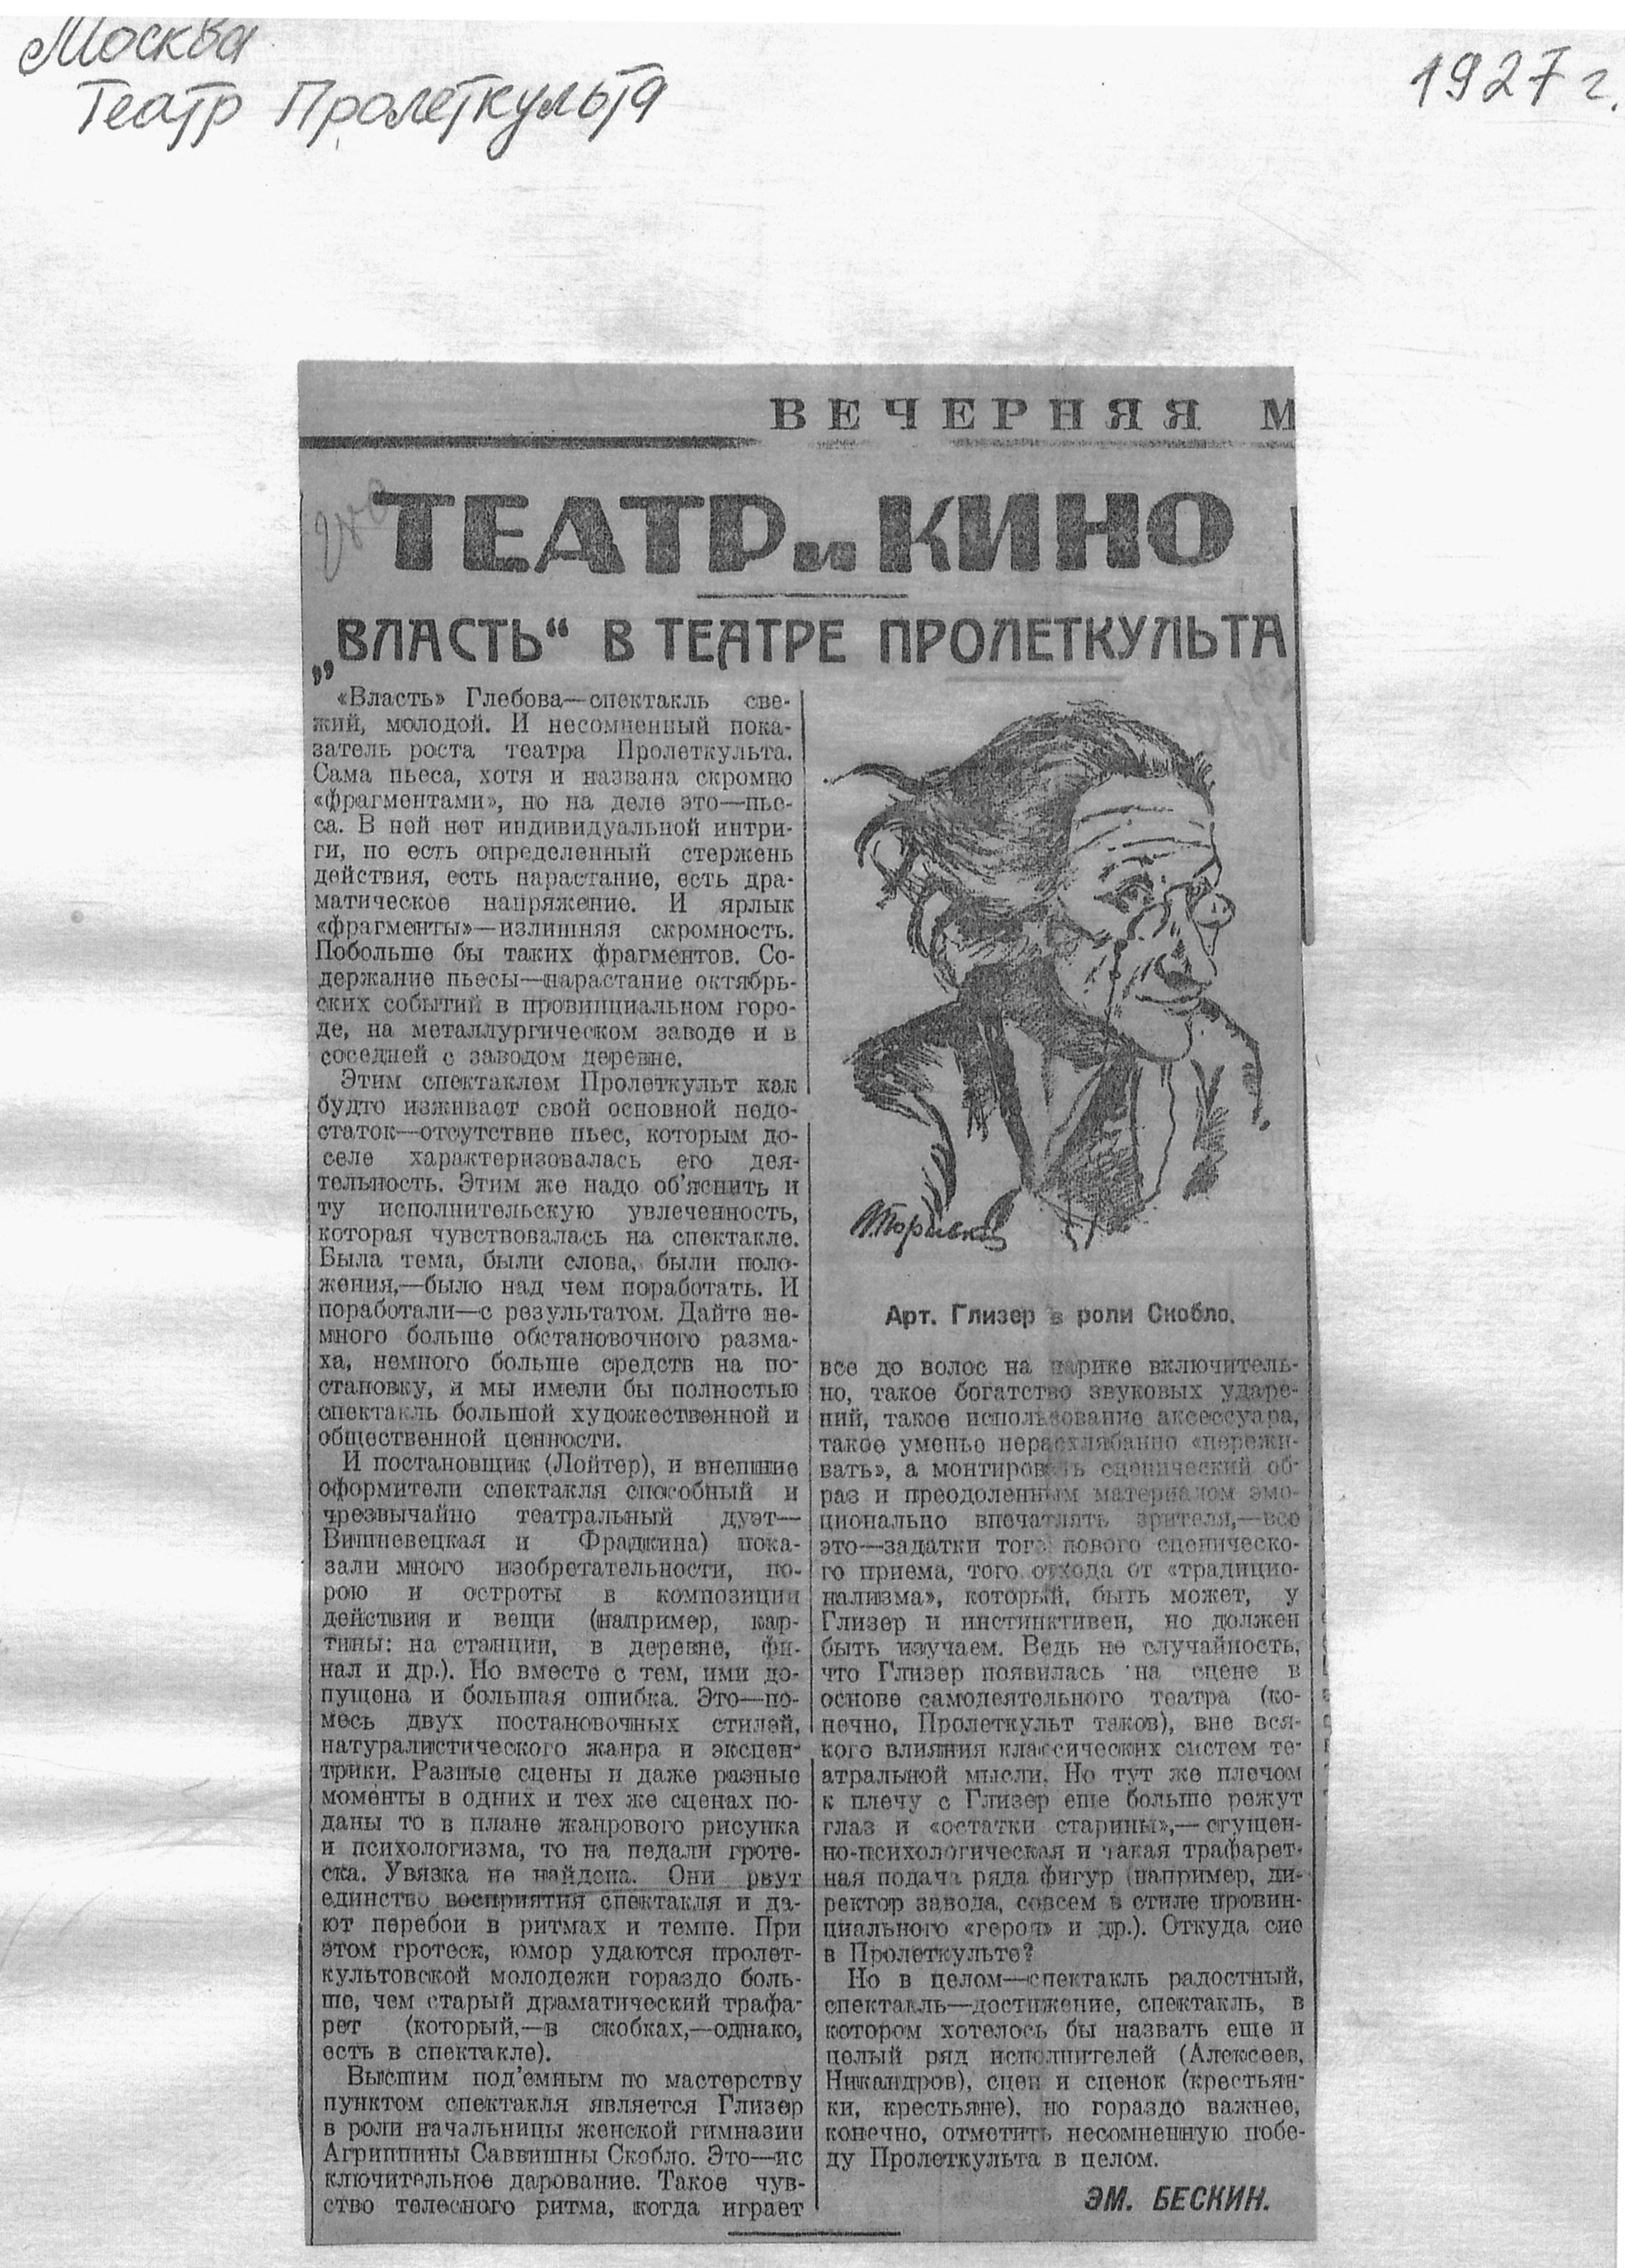 Москва
Театр Пролеткульта
1927 г.
ВЕЧЕРНЯЯ М
ТЕАТР и КИНО
„ВЛАСТЬ“ В ТЕАТРЕ ПРОЛЕТКУЛЬТА
«Власть» Глебова—спектакль све-
жий, молодой. И несомненный пока-
затель роста театра Пролеткульта.
Сама пьеса, хотя и названа скромно
«фрагментами», но на деле это—пье-
са. В ней нет индивидуальной интри-
ги, но есть определенный стержень
действия, есть нарастание, есть дра-
матическое напряжение. И ярлык
«фрагменты»—излишняя скромность.
Побольше бы таких фрагментов. Со-
держание пьесы—нарастание октябрь-
ских событий в провинциальном горо-
де, на металлургическом заводе и в
соседней с заводом деревне.
Этим спектаклем Пролеткульт как
будто изживает свой основной недо-
статок—отсутствие пьес, которым до-
селе характеризовалась его дея-
тельность. Этим же надо об'яснить и
ту исполнительскую увлеченность,
которая чувствовалась на спектакле.
Была тема, были слова, были поло-
жения,—было над чем поработать. И
поработали—с результатом. Дайте не-
много больше обстановочного разма-
ха, немного больше средств на по-
становку, и мы имели бы полностью
спектакль большой художественной и
общественной ценности.
И постановщик (Лойтер), и внешние
оформители спектакля способный и
чрезвычайно театральный дуэт—
Вишневецкая и Фрадкина) пока-
зали много изобретательности, по-
рою и остроты в композиции
действия и вещи (например, кар-
тины: на станции, в деревне, фи-
нал и др.). Но вместе с тем, ими до-
пущена и большая ошибка. Это—по-
месь двух постановочных стилей,
натуралистического жанра и эксцен-
трики. Разные сцены и даже разные
моменты в одних и тех же сценах по-
даны то в плане жанрового рисунка
и психологизма, то на педали гроте-
ска. Увязка не найдена. Они рвут
единство восприятия спектакля и да-
ют перебои в ритмах и темпе. При
этом гротеск, юмор удаются пролет-
культовской молодежи гораздо боль-
ше, чем старый драматический трафа-
рет (который,—в скобках,—однако,
есть в спектакле).
Высшим под'емным по мастерству
пунктом спектакля является Глизер
в роли начальницы женской гимназии
Агриппины Саввишны Скобло. Это—ис
ключительное дарование. Такое чув-
ство телесного ритма, когда играет
Арт. Глизер в роли Скобло.
все до волос на парике включитель-
но, такое богатство звуковых ударе-
ний, такое использование аксессуара,
такое уменье нерасхлябанно «пережи-
вать», а монтировать сценический об-
раз и преодоленным материалом эмо-
ционально впечатлять зрителя,—все
это—задатки того нового сценическо-
го приема, того отхода от «традицио-
нализма», который, быть может, у
Глизер и инстинктивен, но должен
быть изучаем. Ведь не случайность,
что Глизер появилась на сцене в
основе самодеятельного театра (ко-
нечно, Пролеткульт таков), вне вся-
кого влияния классических систем те-
атральной мысли. Но тут же плечом
к плечу с Глизер еще больше режут
глаз и «остатки старины»,—сгущен-
но-психологическая и такая трафарет-
ная подача ряда фигур (например, ди-
ректор завода, совсем в стиле провин-
циального «героя» и др.). Откуда сие
в Пролеткульте?
Но в целом—спектакль радостный,
спектакль—достижение, спектакль, в
котором хотелось бы назвать еще и
целый ряд исполнителей (Алексеев,
Никандров), сцен и сценок (крестьян-
ки, крестьяне), но гораздо важнее,
конечно, отметить несомненную побе-
ду Пролеткульта в целом.
ЭМ. БЕСКИН.